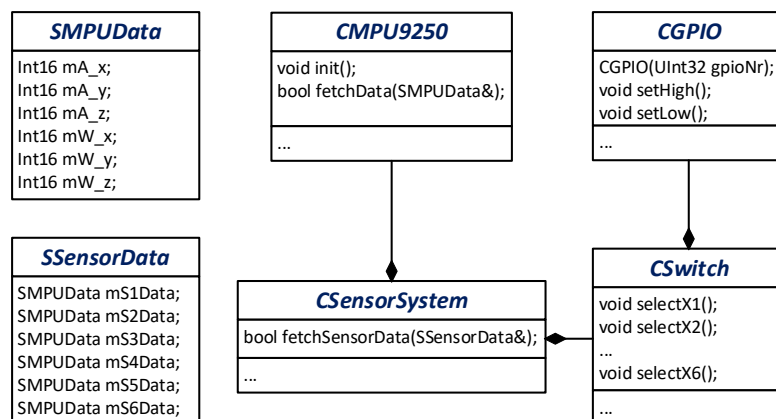 SMPUData
Int16 mA_x;
Int16 mA_y;
Int16 mA_z;
Int16 mW_x;
Int16 mW_y;
Int16 mW_z;
CMPU9250
void init();
bool fetchData(SMPUData&);
...
CGPIO
CGPIO(UInt32 gpioNr);
void setHigh();
void setLow();
...
SSensorData
SMPUData mS1Data;
SMPUData mS2Data;
SMPUData mS3Data;
SMPUData mS4Data;
SMPUData mS5Data;
SMPUData mS6Data;
CSensorSystem
bool fetchSensorData(SSensorData&);
...
CSwitch
void selectX1();
void selectX2();
...
void selectX6();
...